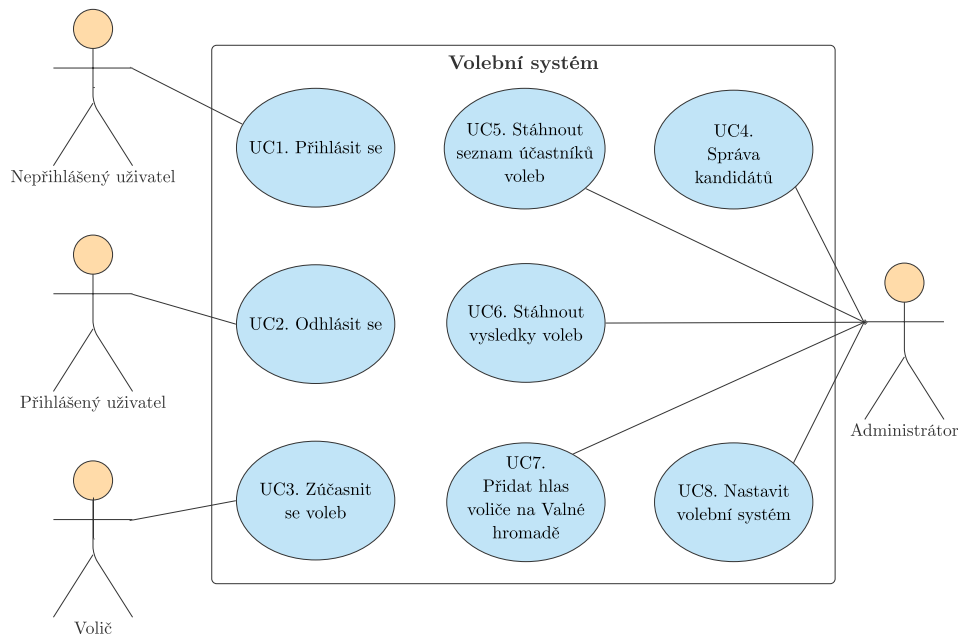 Volební systém
Nepřihlášený uživatel
UC1. Přihlásit se
UC5. Stáhnout
seznam účastníků
voleb
UC4.
Správa
kandidátů
Přihlášený uživatel
UC2. Odhlásit se
UC6. Stáhnout
vysledky voleb
Administrátor
Volič
UC3. Zúčasnit
se voleb
UC7.
Přidat hlas
voliče na Valné
hromadě
UC8. Nastavit
volební systém